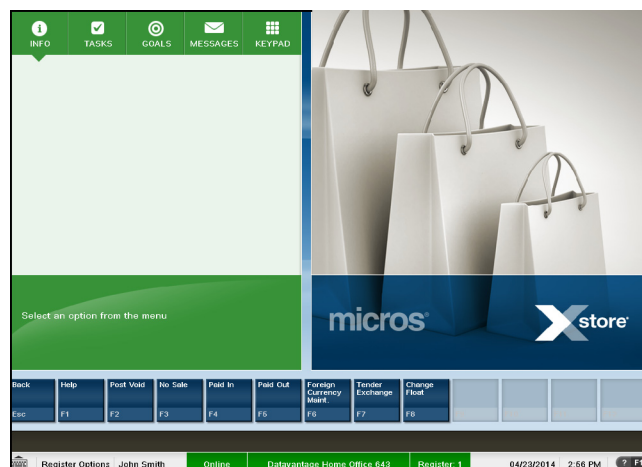 INFO
TASKS
GOALS
MESSAGES
KEYPAD
Select an option from the menu
micros
Xstore
Back
Esc
Help
F1
Post Void
F2
No Sale
F3
Paid In
F4
Paid Out
F5
Foreign
Currency
Maint.
F6
Tender
Exchange
F7
Change
Float
F8
Register Options
John Smith
Online
Datavantage Home Office 643
Register: 1
04/23/2014
2:56 PM
?